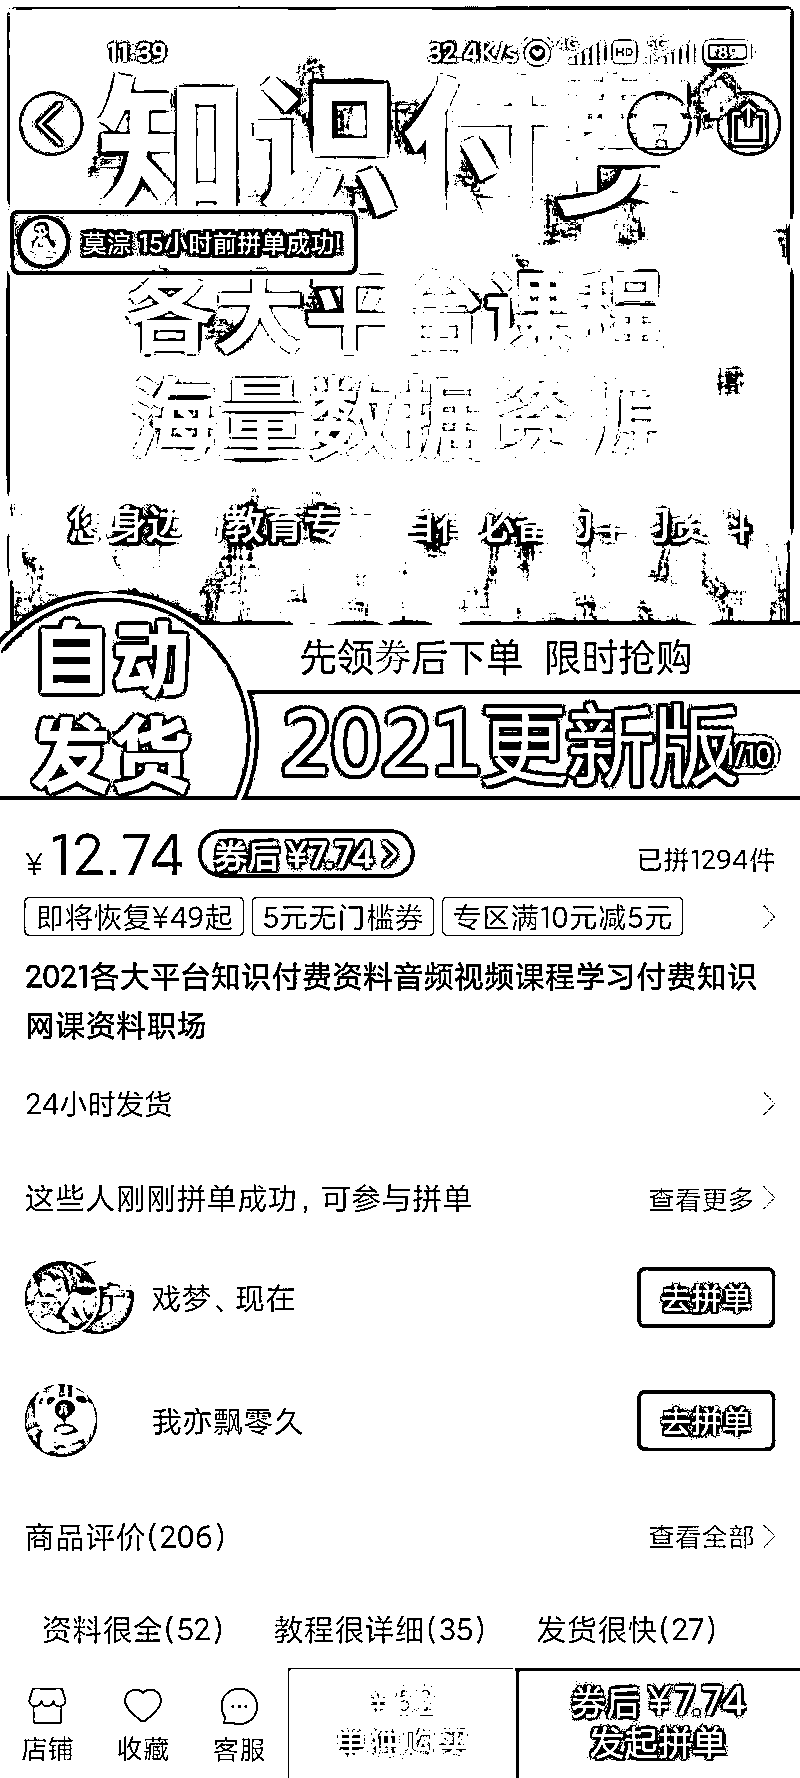 11:39 32.4K/s HD 89
知识付费
莫淙 15小时前拼单成功!
各大平台课程
海量数据资源
自动
发货
先领券后下单 限时抢购
2021更新版
1/10
¥12.74 券后¥7.74>
已拼1294件
即将恢复¥49起 5元无门槛券 专区满10元减5元
2021各大平台知识付费资料音频视频课程学习付费知识
网课资料职场
24小时发货
这些人刚刚拼单成功，可参与拼单 查看更多
戏梦、现在 去拼单
我亦飘零久 去拼单
商品评价(206) 查看全部
资料很全(52) 教程很详细(35) 发货很快(27)
券后¥7.74
店铺 收藏 客服 单独购买 发起拼单